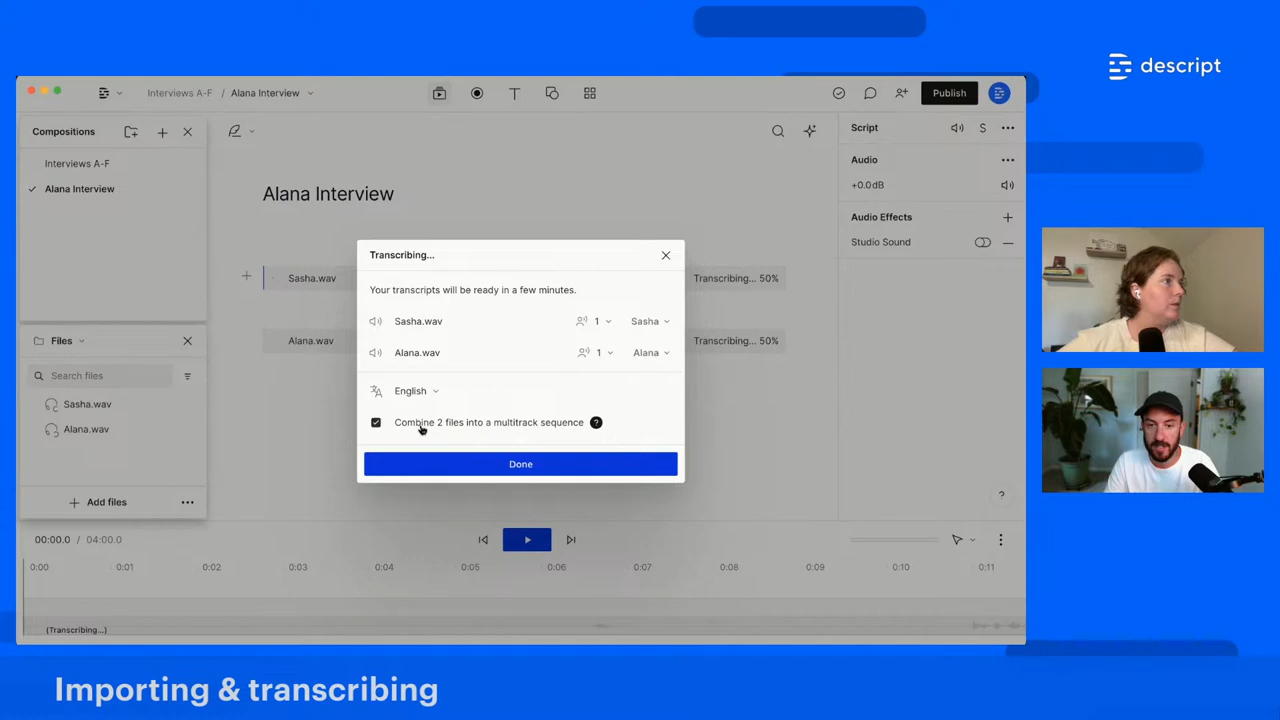 descript
Interviews A-F / Alana Interview
Publish
Compositions
Interviews A-F
Alana Interview
Files
Search files
Sasha.wav
Alana.wav
Add files
Alana Interview
Sasha.wav
Transcribing... 50%
Alana.wav
Transcribing... 50%
Transcribing...
Your transcripts will be ready in a few minutes.
Sasha.wav 1 Sasha
Alana.wav 1 Alana
English
Combine 2 files into a multitrack sequence ?
Done
Script S
Audio
+0.0dB
Audio Effects
Studio Sound
?
00:00.0 / 04:00.0
0:00 0:01 0:02 0:03 0:04 0:05 0:06 0:07 0:08 0:09 0:10 0:11
(Transcribing...)
Importing & transcribing